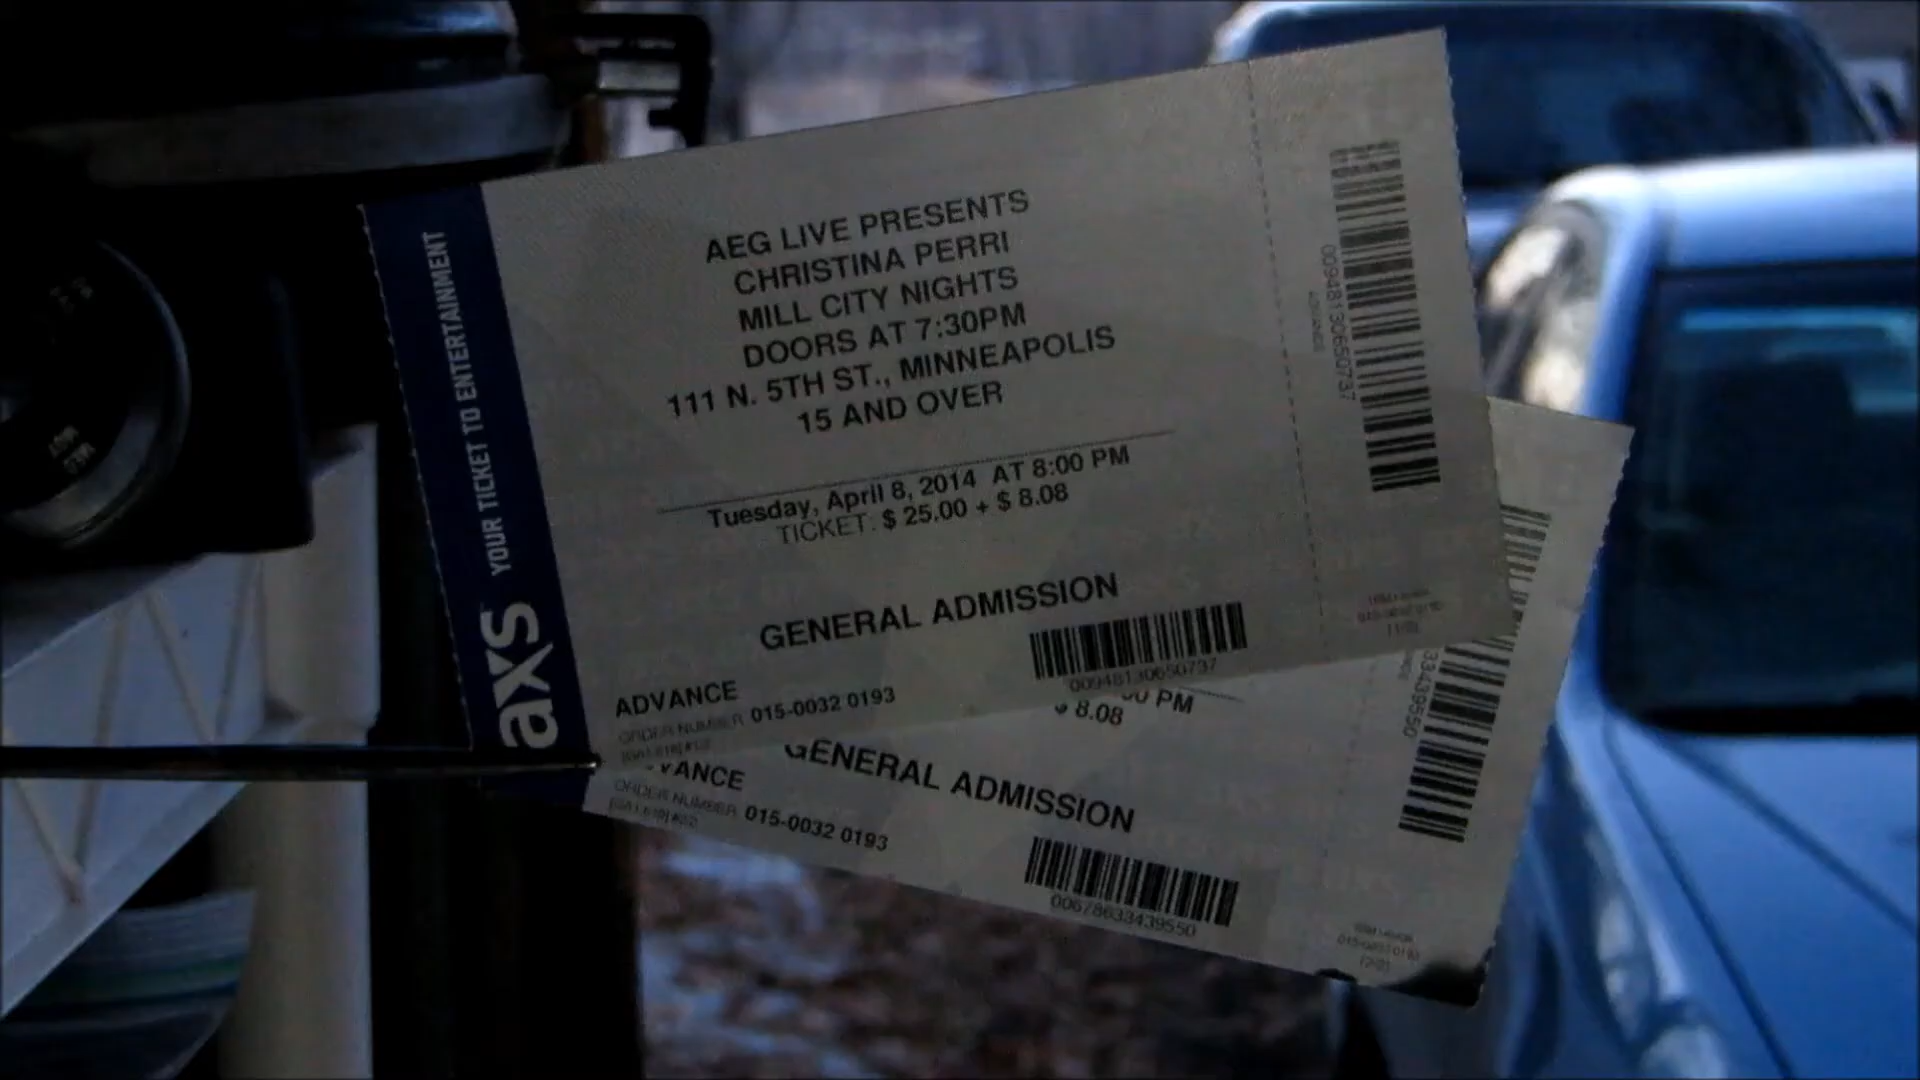 AEG LIVE PRESENTS
CHRISTINA PERRI
MILL CITY NIGHTS
DOORS AT 7:30PM
111 N. 5TH ST., MINNEAPOLIS
15 AND OVER
Tuesday, April 8, 2014 AT 8:00 PM
TICKET: $ 25.00 + $ 8.08
GENERAL ADMISSION
ADVANCE
ORDER NUMBER 015-0032 0193
00948130650737
axs YOUR TICKET TO ENTERTAINMENT
00948130650737
PM
8.08
GENERAL ADMISSION
VANCE
ORDER NUMBER 015-0032 0193
00678633439550
33439550